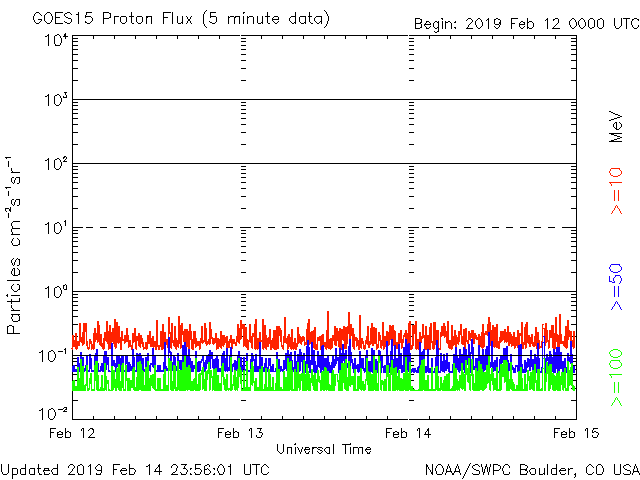 GOES15 Proton Flux (5 minute data)
Begin: 2019 Feb 12 0000 UTC
10⁴
10³
10²
10¹
10⁰
10⁻¹
10⁻²
Particles cm⁻²s⁻¹sr⁻¹
MeV
>=10
>=50
>=100
Feb 12
Feb 13
Feb 14
Feb 15
Universal Time
Updated 2019 Feb 14 23:56:01 UTC
NOAA/SWPC Boulder, CO USA